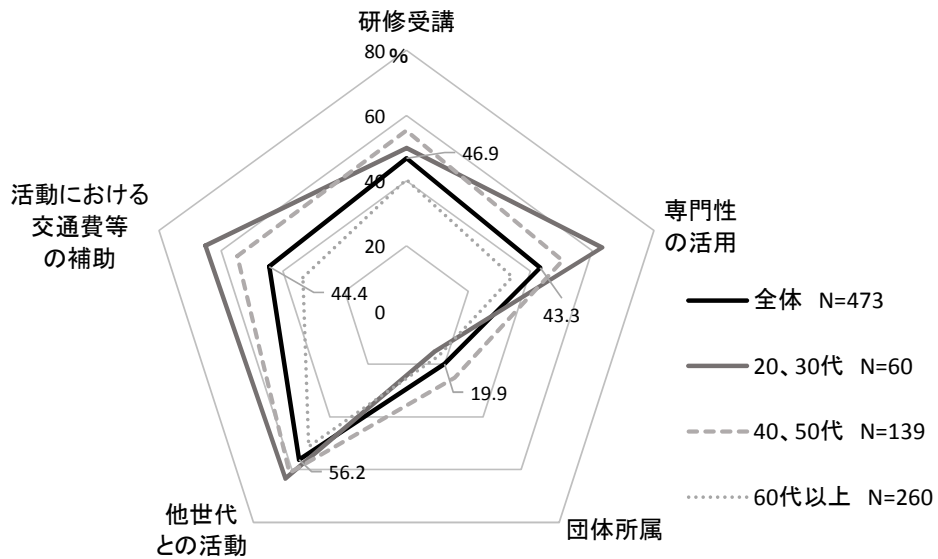 研修受講
80
%
60
40
20
0
46.9
専門性
の活用
43.3
19.9
団体所属
56.2
他世代
との活動
44.4
活動における
交通費等
の補助
全体 N=473
20、30代 N=60
40、50代 N=139
60代以上 N=260